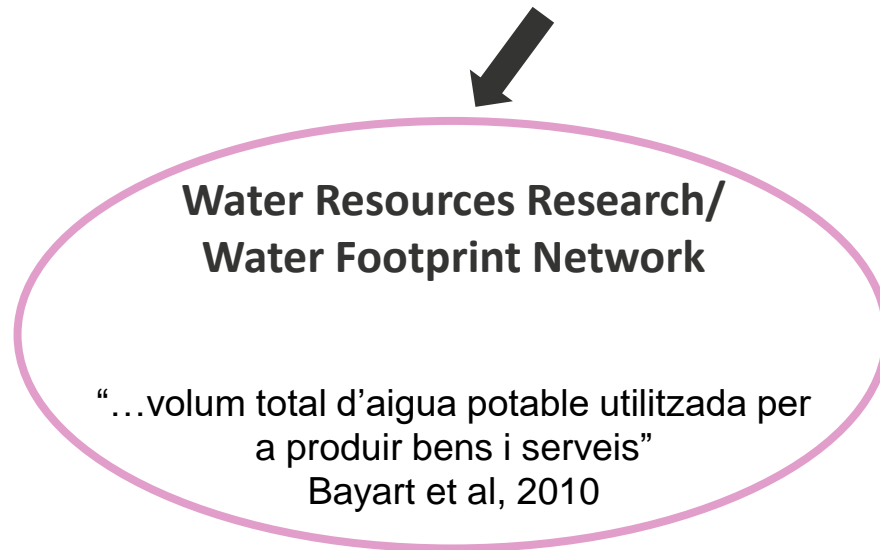 Water Resources Research/
Water Footprint Network
“…volum total d’aigua potable utilitzada per
a produir bens i serveis”
Bayart et al, 2010